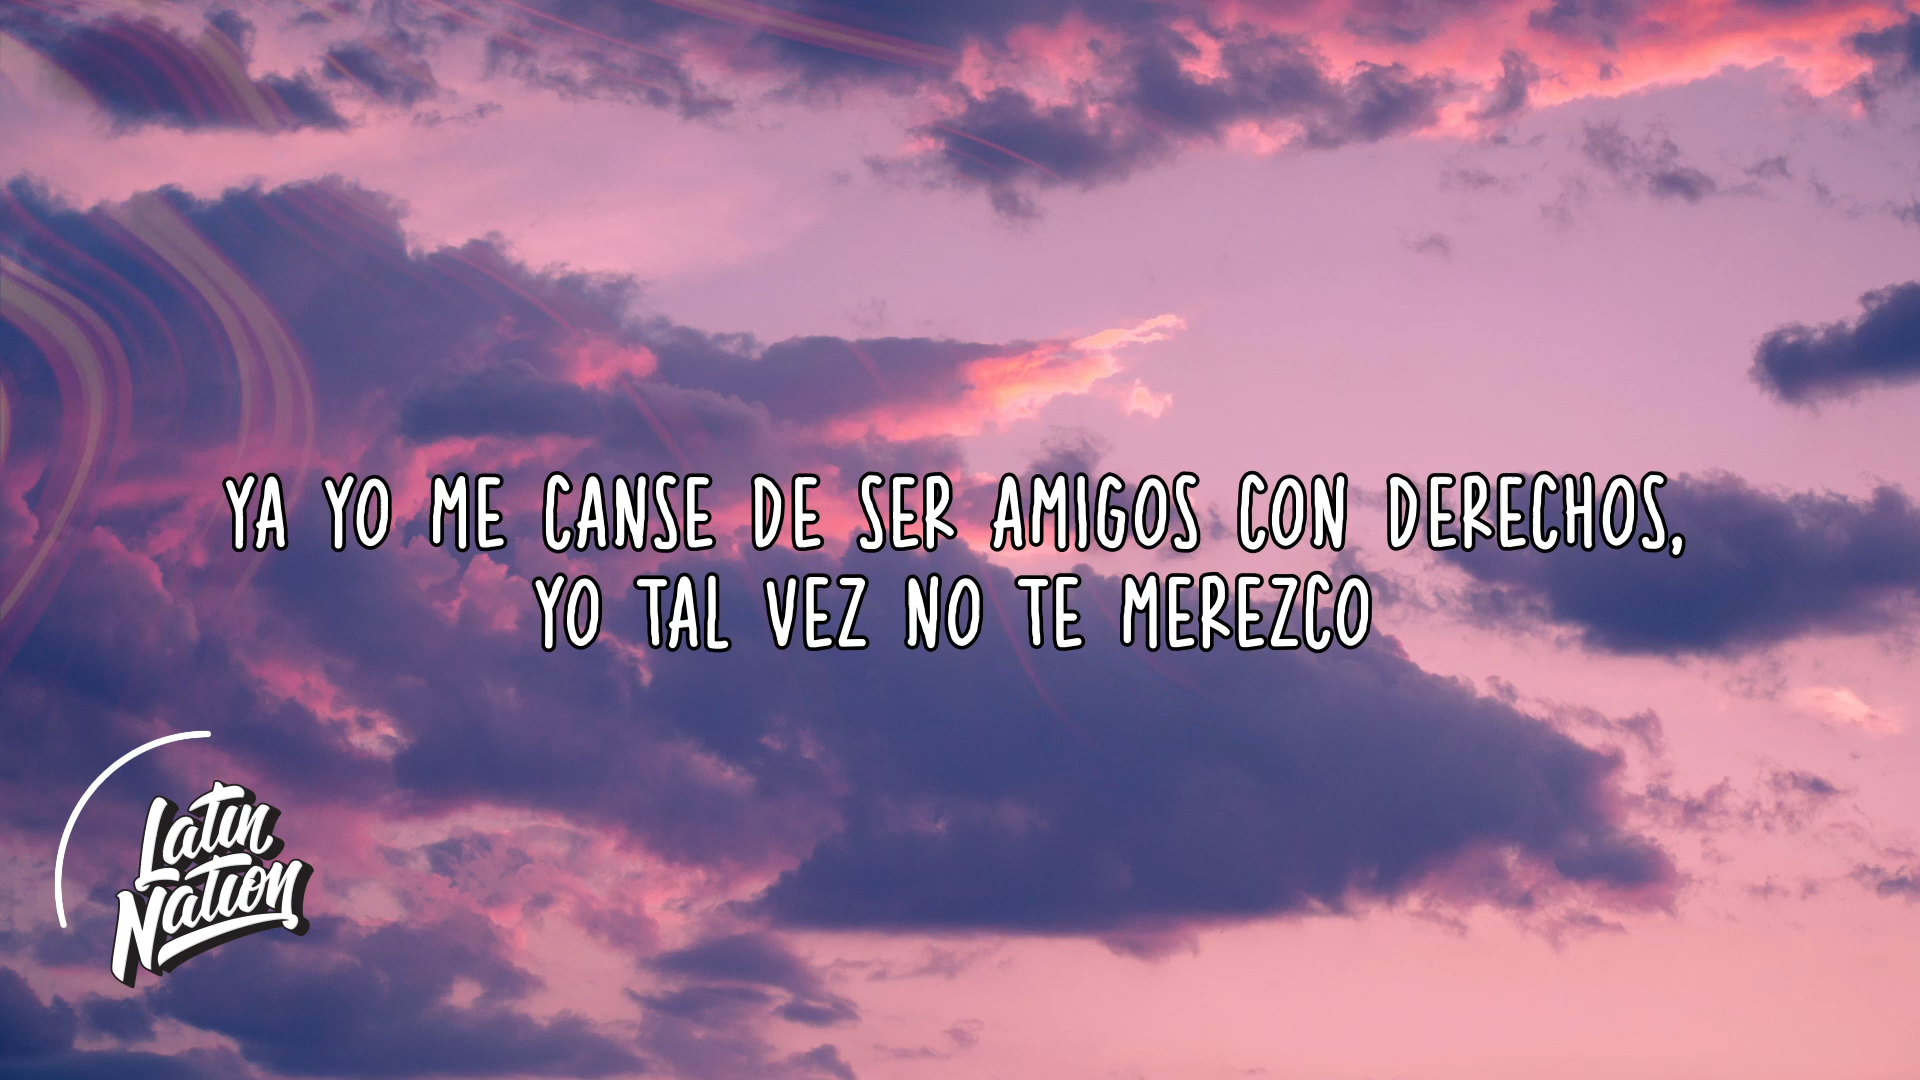 YA YO ME CANSE DE SER AMIGOS CON DERECHOS,
YO TAL VEZ NO TE MEREZCO
Latin
Nation